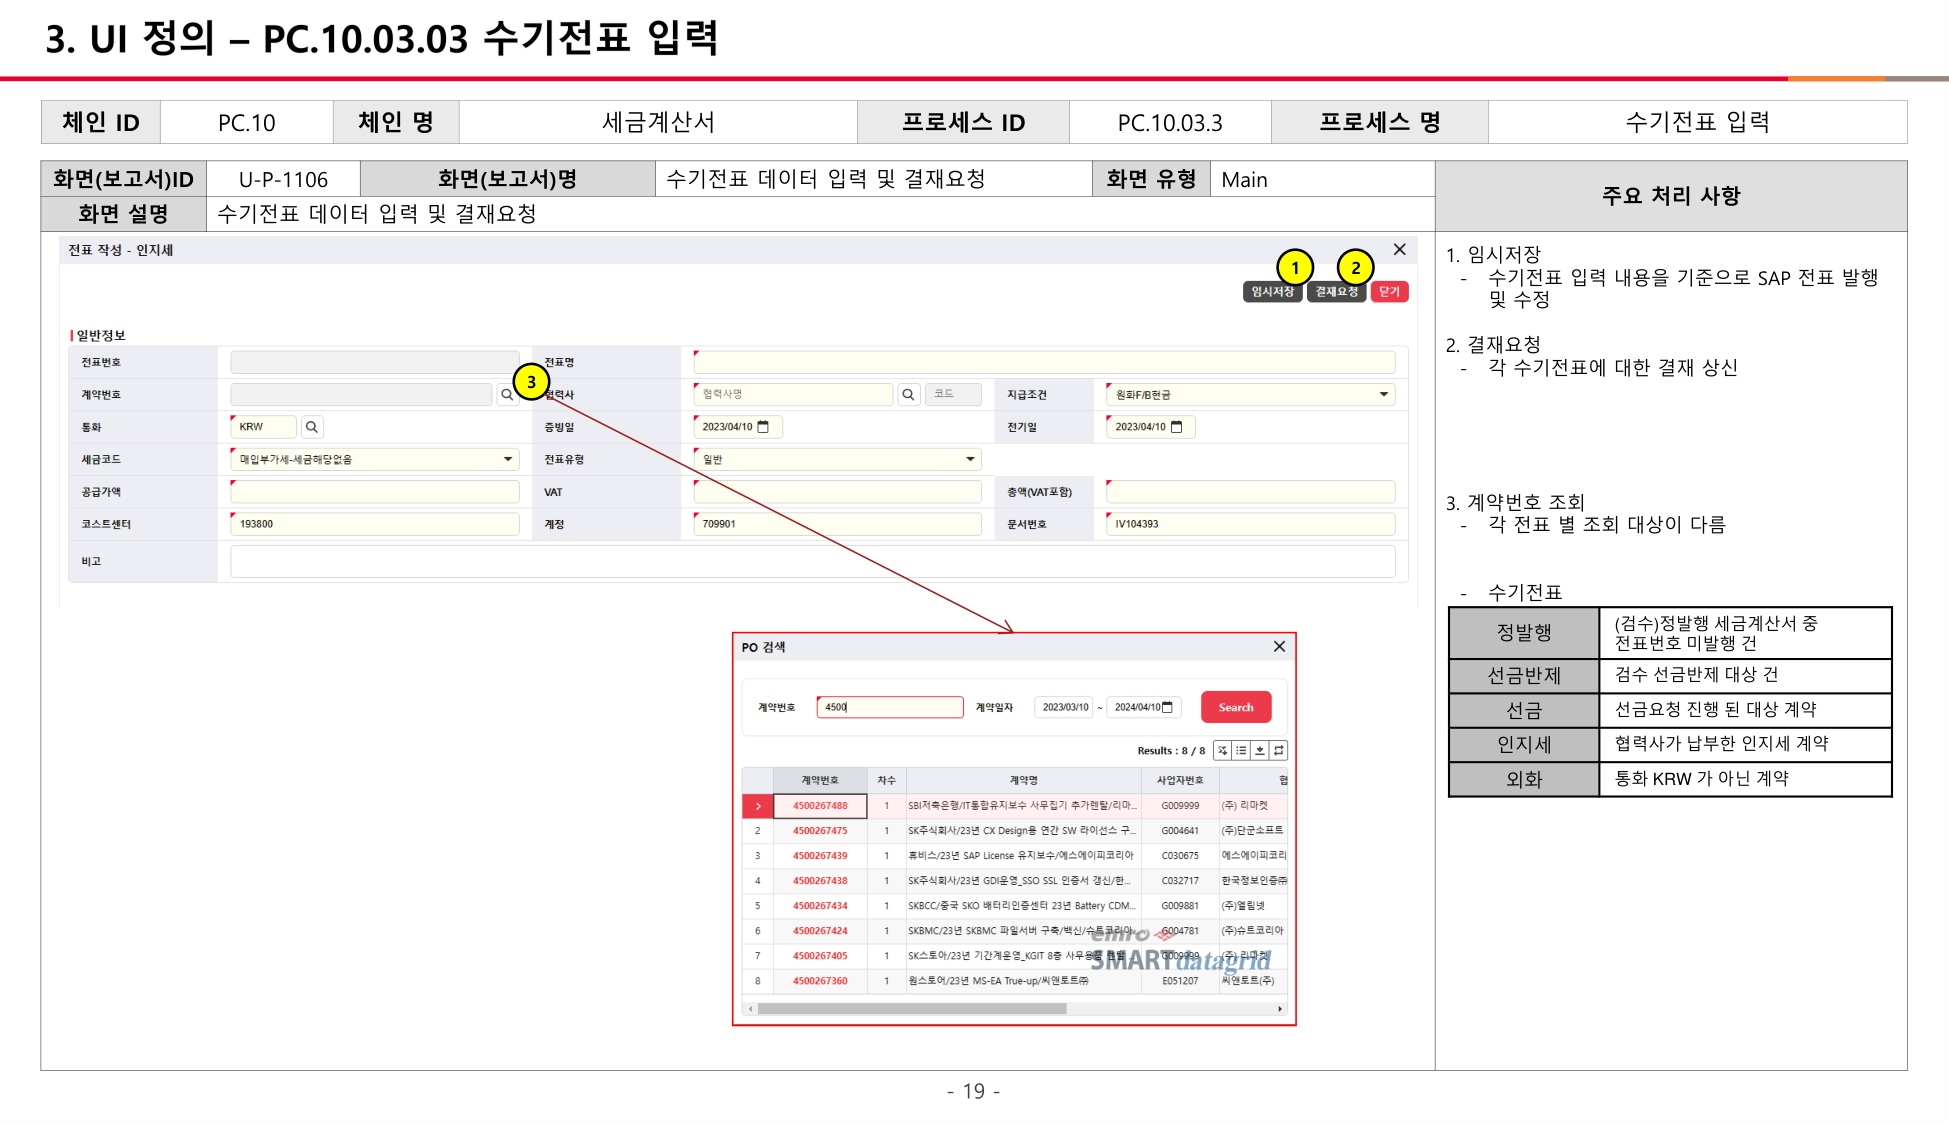 3. UI 정의 – PC.10.03.03 수기전표 입력
체인 ID PC.10 체인 명 세금계산서 프로세스 ID PC.10.03.3 프로세스 명 수기전표 입력
화면(보고서)ID U-P-1106 화면(보고서)명 수기전표 데이터 입력 및 결재요청 화면 유형 Main
화면 설명 수기전표 데이터 입력 및 결재요청
주요 처리 사항
전표 작성 - 인지세
1 2
임시저장 결재요청 닫기
일반정보
전표번호 전표명
계약번호 3 협력사 협력사명 코드 지급조건 원화F/B현금
통화 KRW 증빙일 2023/04/10 전기일 2023/04/10
세금코드 매입부가세-세금해당없음 전표유형 일반
공급가액 VAT 총액(VAT포함)
코스트센터 193800 계정 709901 문서번호 IV104393
비고
PO 검색
계약번호 4500 계약일자 2023/03/10 ~ 2024/04/10 Search
Results : 8 / 8
계약번호 차수 계약명 사업자번호 협
4500267488 1 SBI저축은행/IT통합유지보수 사무집기 추가렌탈/리마... G009999 (주) 리마켓
2 4500267475 1 SK주식회사/23년 CX Design용 연간 SW 라이선스 구... G004641 (주)단군소프트
3 4500267439 1 휴비스/23년 SAP License 유지보수/에스에이피코리아 C030675 에스에이피코리
4 4500267438 1 SK주식회사/23년 GDI운영_SSO SSL 인증서 갱신/한... C032717 한국정보인증㈜
5 4500267434 1 SKBCC/중국 SKO 배터리인증센터 23년 Battery CDM... G009881 (주)엘림넷
6 4500267424 1 SKBMC/23년 SKBMC 파일서버 구축/백신/슈트코리아 G004781 (주)슈트코리아
7 4500267405 1 SK스토아/23년 기간계운영_KGIT 8층 사무용품 렌탈 ... G009999 (주) 리마켓
8 4500267360 1 원스토어/23년 MS-EA True-up/씨앤토트㈜ E051207 씨앤토트(주)
emro
SMARTdatagrid
1. 임시저장
- 수기전표 입력 내용을 기준으로 SAP 전표 발행
및 수정
2. 결재요청
- 각 수기전표에 대한 결재 상신
3. 계약번호 조회
- 각 전표 별 조회 대상이 다름
- 수기전표
정발행 (검수)정발행 세금계산서 중
전표번호 미발행 건
선금반제 검수 선금반제 대상 건
선금 선금요청 진행 된 대상 계약
인지세 협력사가 납부한 인지세 계약
외화 통화 KRW 가 아닌 계약
- 19 -